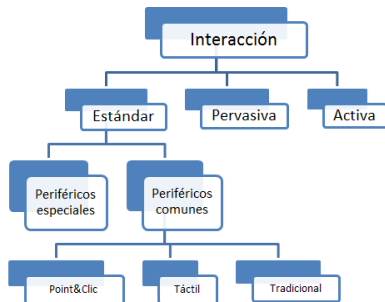 Interacción
Estándar
Pervasiva
Activa
Periféricos
especiales
Periféricos
comunes
Point&Clic
Táctil
Tradicional